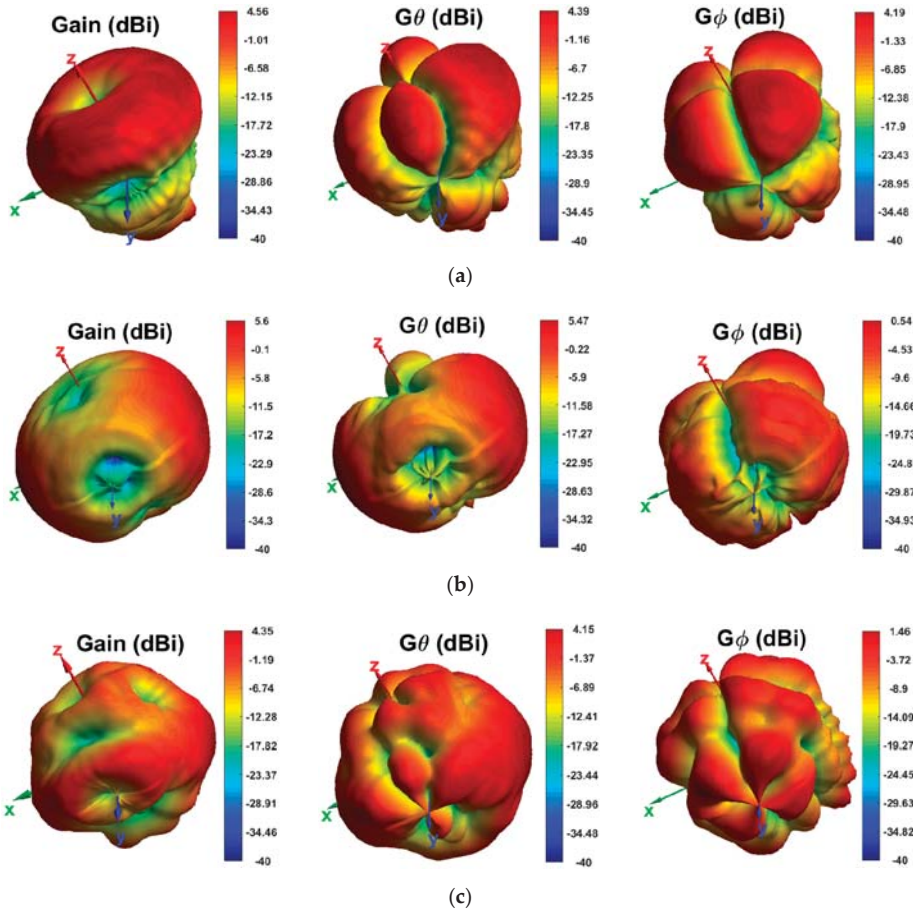 Gain (dBi)
4.56
-1.01
-6.58
-12.15
-17.72
-23.29
-28.86
-34.43
-40
z
x
y
Gθ (dBi)
4.39
-1.16
-6.7
-12.25
-17.8
-23.35
-28.9
-34.45
-40
z
x
y
Gϕ (dBi)
4.19
-1.33
-6.85
-12.38
-17.9
-23.43
-28.95
-34.48
-40
z
x
y
(a)
Gain (dBi)
5.6
-0.1
-5.8
-11.5
-17.2
-22.9
-28.6
-34.3
-40
z
x
y
Gθ (dBi)
5.47
-0.22
-5.9
-11.58
-17.27
-22.95
-28.63
-34.32
-40
z
x
y
Gϕ (dBi)
0.54
-4.53
-9.6
-14.66
-19.73
-24.8
-29.87
-34.93
-40
z
x
y
(b)
Gain (dBi)
4.35
-1.19
-6.74
-12.28
-17.82
-23.37
-28.91
-34.46
-40
z
x
y
Gθ (dBi)
4.15
-1.37
-6.89
-12.41
-17.92
-23.44
-28.96
-34.48
-40
z
x
y
Gϕ (dBi)
1.46
-3.72
-8.9
-14.09
-19.27
-24.45
-29.63
-34.82
-40
z
x
y
(c)